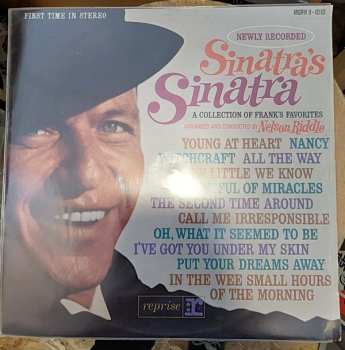 FIRST TIME IN STEREO
NEWLY RECORDED
Sinatra's
Sinatra
A COLLECTION OF FRANK'S FAVORITES
ARRANGED AND CONDUCTED BY Nelson Riddle
YOUNG AT HEART NANCY
WITCHCRAFT ALL THE WAY
LITTLE WE KNOW
OF MIRACLES
THE SECOND TIME AROUND
CALL ME IRRESPONSIBLE
OH, WHAT IT SEEMED TO BE
I'VE GOT YOU UNDER MY SKIN
PUT YOUR DREAMS AWAY
IN THE WEE SMALL HOURS
OF THE MORNING
reprise